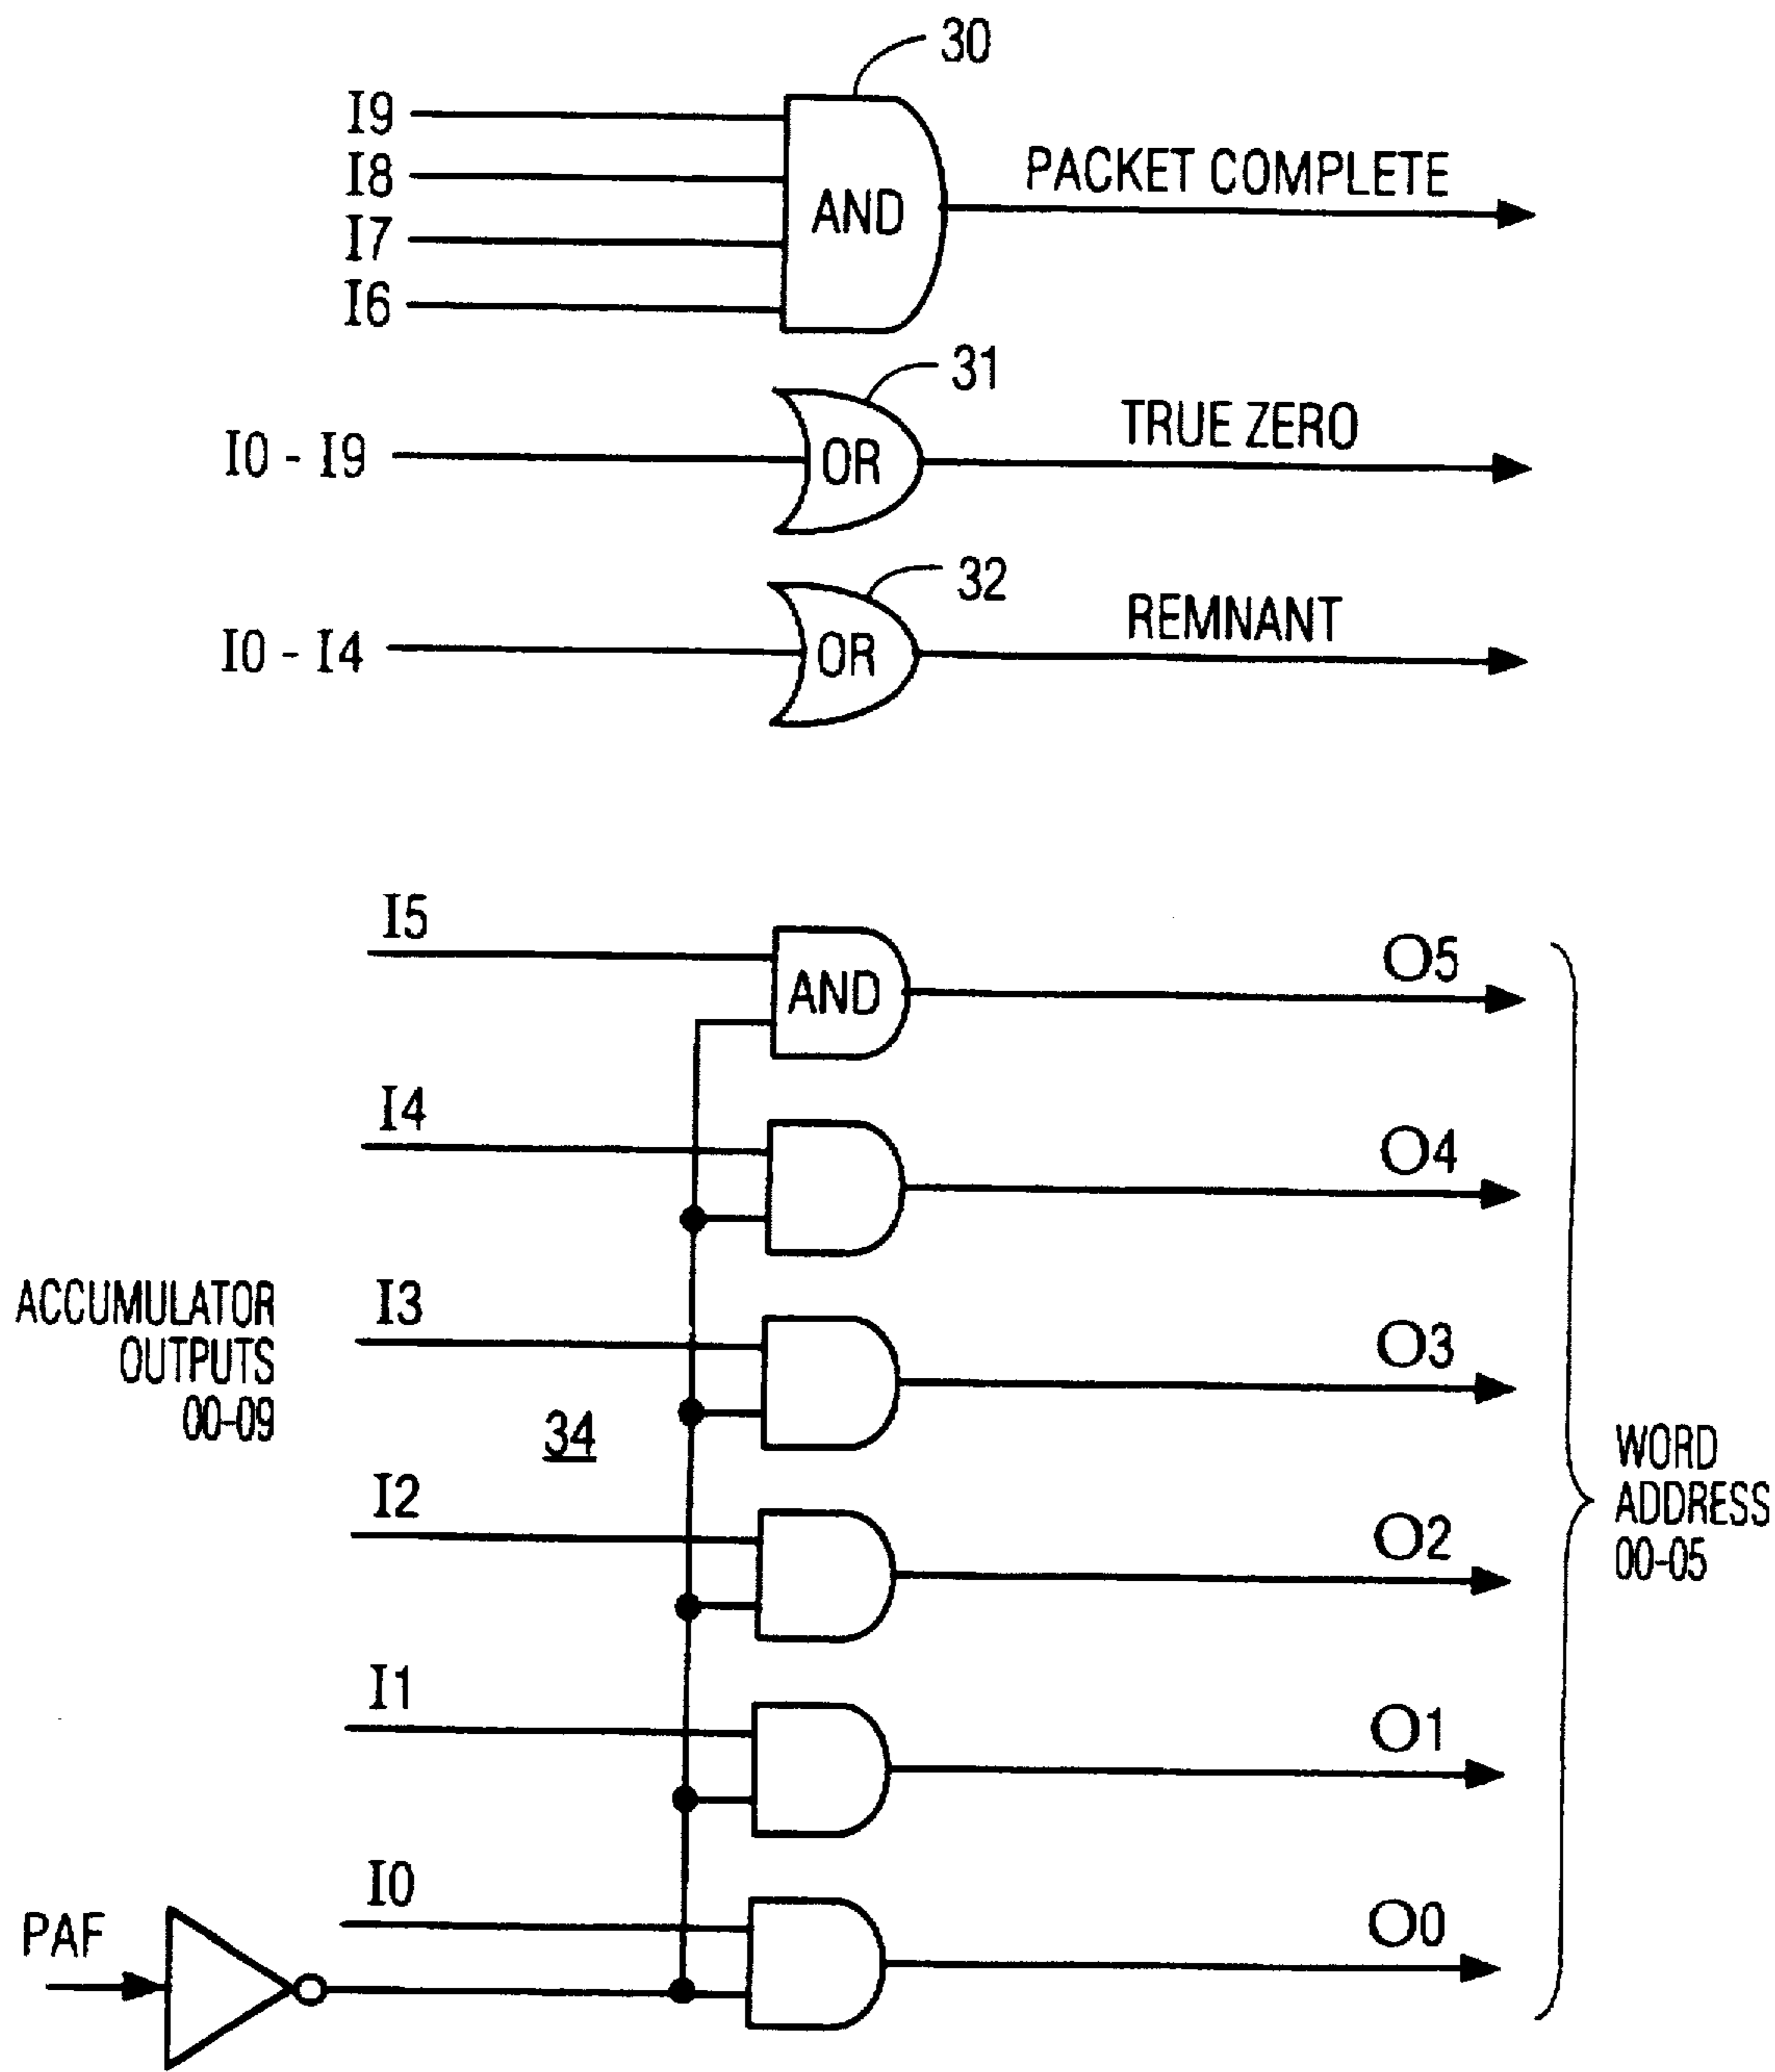 30
I9
I8
I7
I6
AND
PACKET COMPLETE
31
I0 - I9
OR
TRUE ZERO
32
I0 - I4
OR
REMNANT
I5
AND
O5
I4
O4
ACCUMULATOR
OUTPUTS
00-09
I3
O3
34
WORD
ADDRESS
00-05
I2
O2
I1
O1
PAF
I0
O0